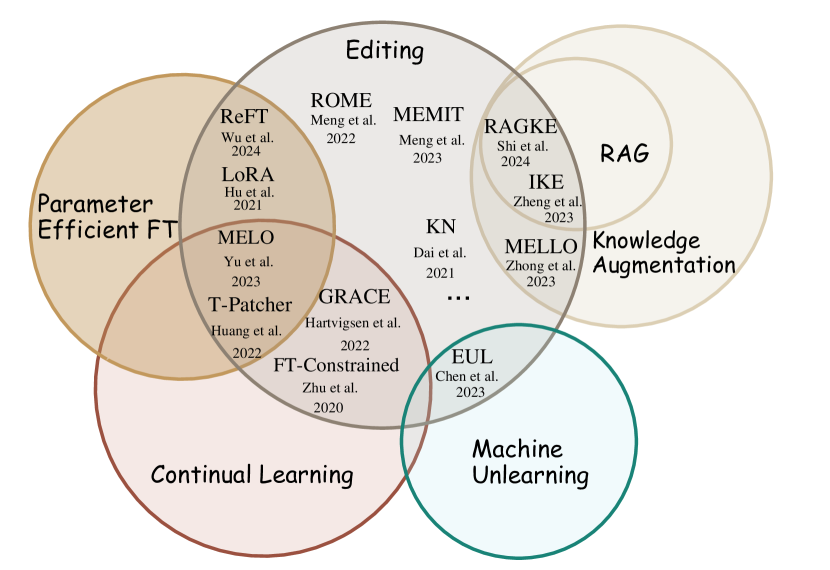 Editing
ROME
Meng et al.
2022
MEMIT
Meng et al.
2023
ReFT
Wu et al.
2024
LoRA
Hu et al.
2021
RAGKE
Shi et al.
2024
RAG
IKE
Zheng et al.
2023
Parameter
Efficient FT
KN
Dai et al.
2021
...
MELLO
Zhong et al.
2023
Knowledge
Augmentation
MELO
Yu et al.
2023
T-Patcher
Huang et al.
2022
GRACE
Hartvigsen et al.
2022
FT-Constrained
Zhu et al.
2020
EUL
Chen et al.
2023
Continual Learning
Machine
Unlearning